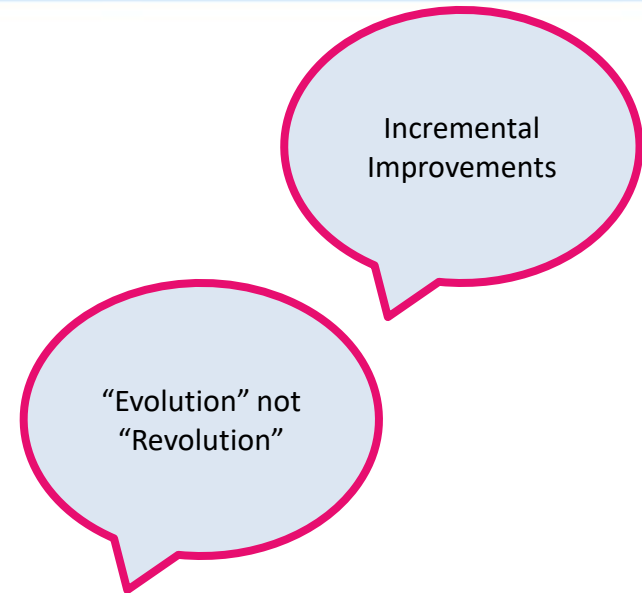 Incremental
Improvements
“Evolution” not
“Revolution”